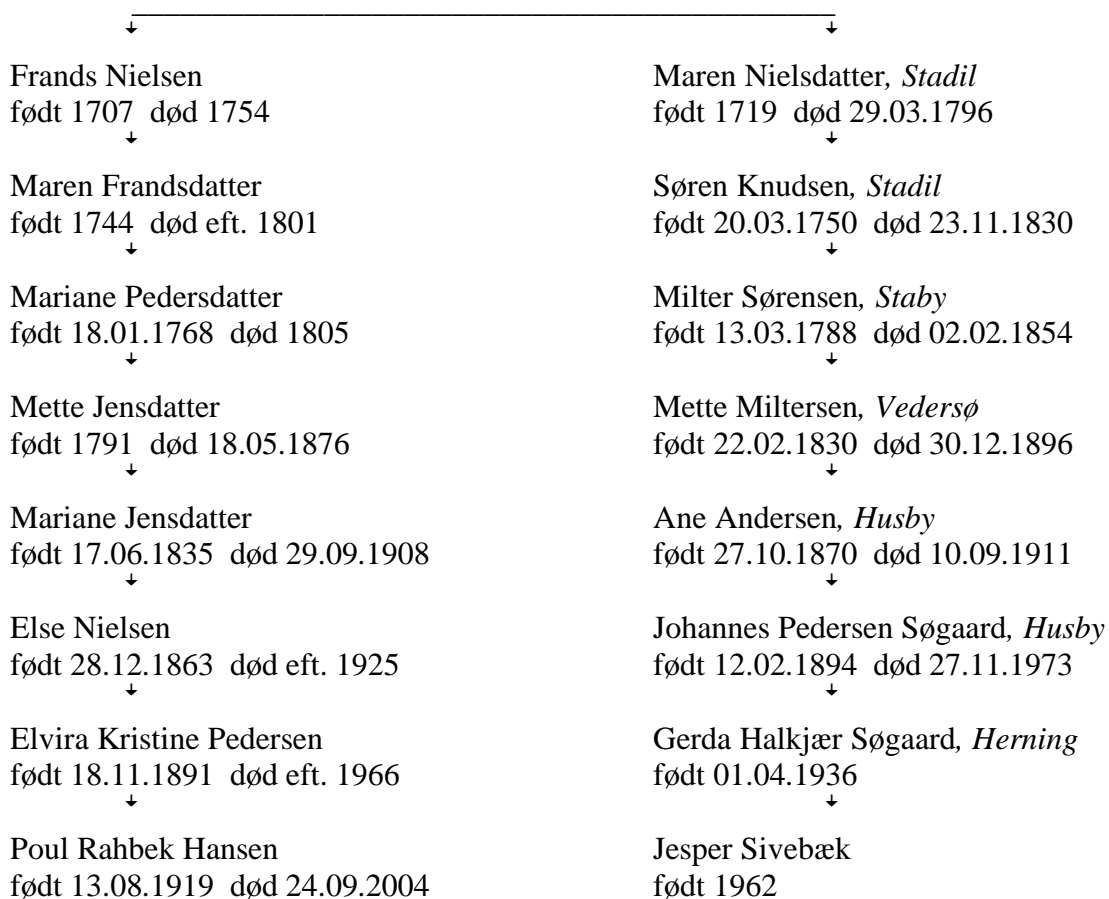 Frands Nielsen
født 1707 død 1754
Maren Frandsdatter
født 1744 død eft. 1801
Mariane Pedersdatter
født 18.01.1768 død 1805
Mette Jensdatter
født 1791 død 18.05.1876
Mariane Jensdatter
født 17.06.1835 død 29.09.1908
Else Nielsen
født 28.12.1863 død eft. 1925
Elvira Kristine Pedersen
født 18.11.1891 død eft. 1966
Poul Rahbek Hansen
født 13.08.1919 død 24.09.2004
Maren Nielsdatter, Stadil
født 1719 død 29.03.1796
Søren Knudsen, Stadil
født 20.03.1750 død 23.11.1830
Milter Sørensen, Staby
født 13.03.1788 død 02.02.1854
Mette Miltersen, Vedersø
født 22.02.1830 død 30.12.1896
Ane Andersen, Husby
født 27.10.1870 død 10.09.1911
Johannes Pedersen Søgaard, Husby
født 12.02.1894 død 27.11.1973
Gerda Halkjær Søgaard, Herning
født 01.04.1936
Jesper Sivebæk
født 1962